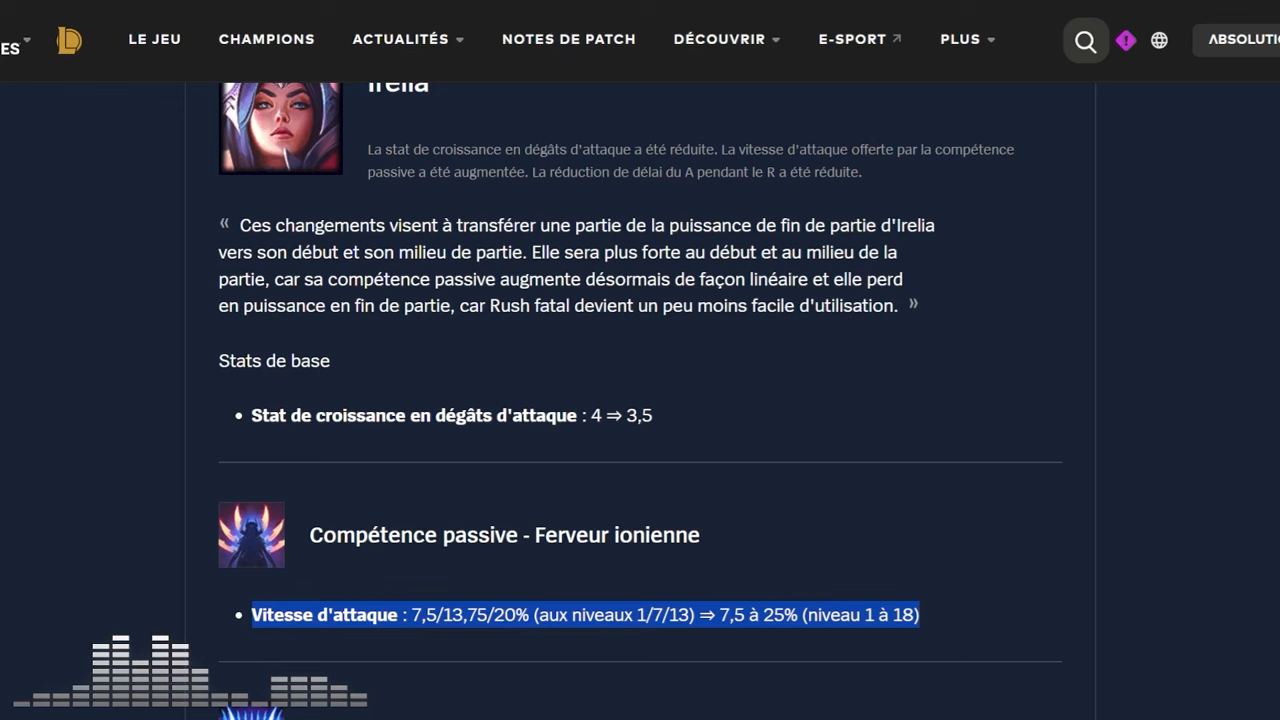 ES
LE JEU
CHAMPIONS
ACTUALITÉS
NOTES DE PATCH
DÉCOUVRIR
E-SPORT
PLUS
ABSOLUTI
Irelia
La stat de croissance en dégâts d'attaque a été réduite. La vitesse d'attaque offerte par la compétence
passive a été augmentée. La réduction de délai du A pendant le R a été réduite.
« Ces changements visent à transférer une partie de la puissance de fin de partie d'Irelia
vers son début et son milieu de partie. Elle sera plus forte au début et au milieu de la
partie, car sa compétence passive augmente désormais de façon linéaire et elle perd
en puissance en fin de partie, car Rush fatal devient un peu moins facile d'utilisation. »
Stats de base
• Stat de croissance en dégâts d'attaque : 4 ⇒ 3,5
Compétence passive - Ferveur ionienne
• Vitesse d'attaque : 7,5/13,75/20% (aux niveaux 1/7/13) ⇒ 7,5 à 25% (niveau 1 à 18)